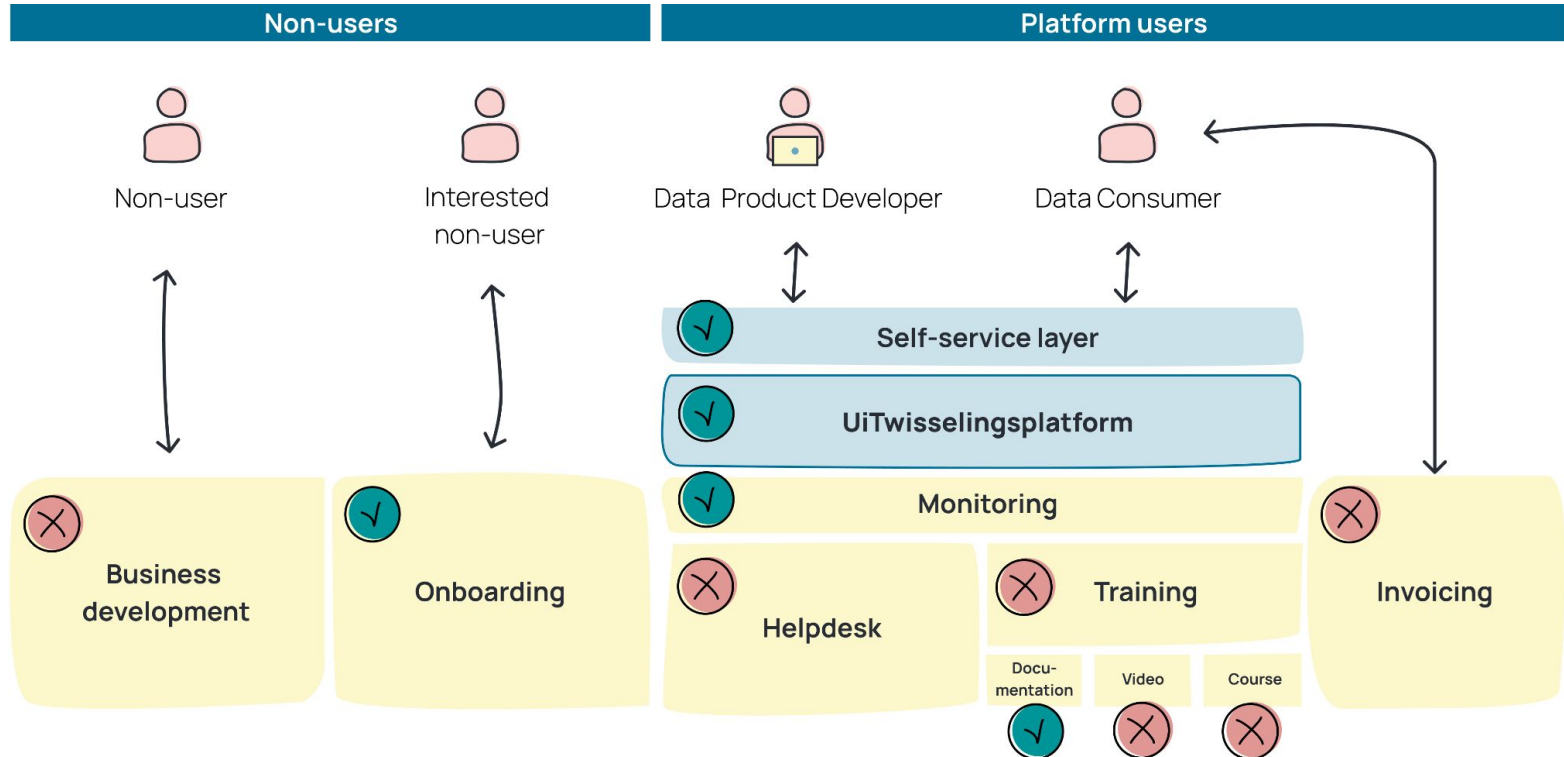 Non-users
Platform users
Non-user
Interested
non-user
Data Product Developer
Data Consumer
Self-service layer
UiTwisselingsplatform
Monitoring
Business
development
Onboarding
Helpdesk
Training
Invoicing
Docu-
mentation
Video
Course